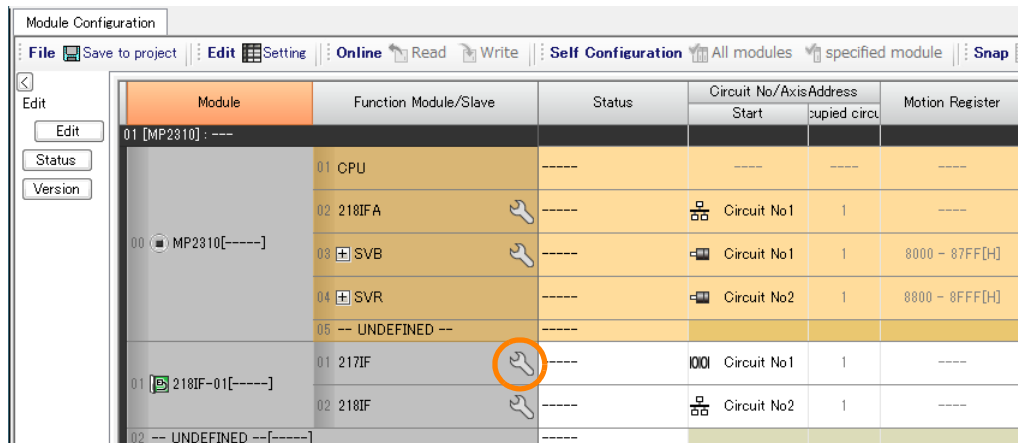 Module Configuration
File Save to project Edit Setting Online Read Write Self Configuration All modules specified module Snap
Edit
Edit
Status
Version
Module Function Module/Slave Status Circuit No/AxisAddress Motion Register
Start cupied circu
01 [MP2310] : ---
00 MP2310[-----]
01 CPU ----- ---- ---- ----
02 218IFA ----- Circuit No1 1 ----
03 + SVB ----- Circuit No1 1 8000 - 87FF[H]
04 + SVR ----- Circuit No2 1 8800 - 8FFF[H]
05 -- UNDEFINED -- -----
01 218IF-01[-----]
01 217IF ----- Circuit No1 1 ----
02 218IF ----- Circuit No2 1 ----
02 -- UNDEFINED --[-----] -----